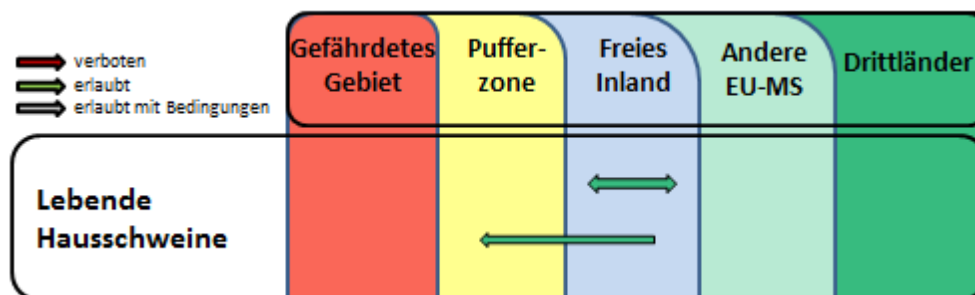 Gefährdetes
Gebiet
Puffer-
zone
Freies
Inland
Andere
EU-MS
Drittländer
verboten
erlaubt
erlaubt mit Bedingungen
Lebende
Hausschweine